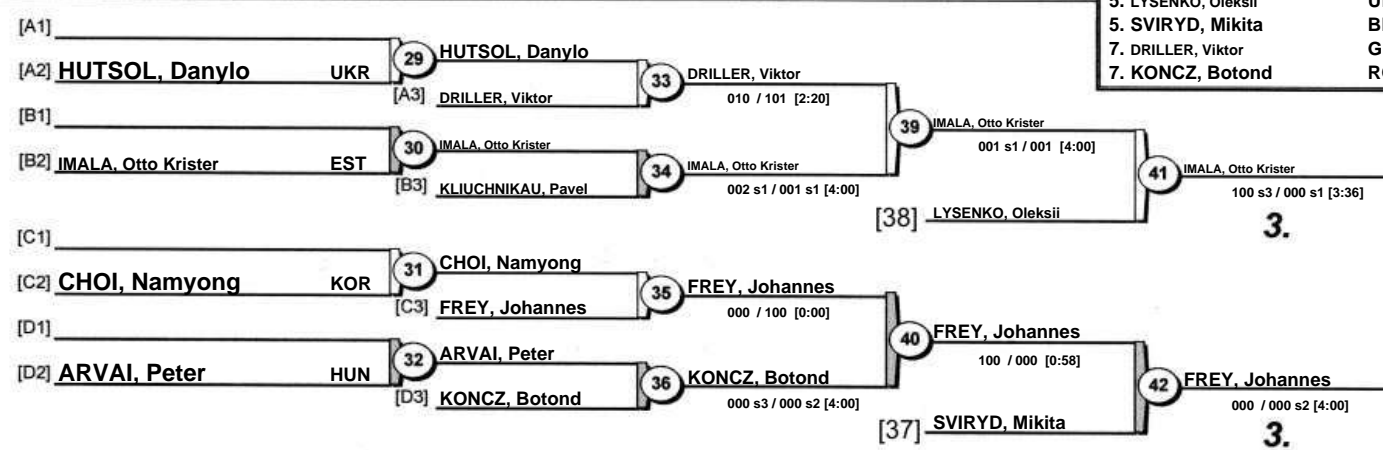 5. LYSENKO, Oleksii
5. SVIRYD, Mikita
7. DRILLER, Viktor
7. KONCZ, Botond
[A1]
[A2] HUTSOL, Danylo UKR
29
HUTSOL, Danylo
[A3] DRILLER, Viktor
33
DRILLER, Viktor
010 / 101 [2:20]
[B1]
[B2] IMALA, Otto Krister EST
30
IMALA, Otto Krister
[B3] KLIUCHNIKAU, Pavel
34
IMALA, Otto Krister
002 s1 / 001 s1 [4:00]
39
IMALA, Otto Krister
001 s1 / 001 [4:00]
[38] LYSENKO, Oleksii
41
IMALA, Otto Krister
100 s3 / 000 s1 [3:36]
3.
[C1]
[C2] CHOI, Namyong KOR
31
CHOI, Namyong
[C3] FREY, Johannes
35
FREY, Johannes
000 / 100 [0:00]
[D1]
[D2] ARVAI, Peter HUN
32
ARVAI, Peter
[D3] KONCZ, Botond
36
KONCZ, Botond
000 s3 / 000 s2 [4:00]
40
FREY, Johannes
100 / 000 [0:58]
[37] SVIRYD, Mikita
42
FREY, Johannes
000 / 000 s2 [4:00]
3.